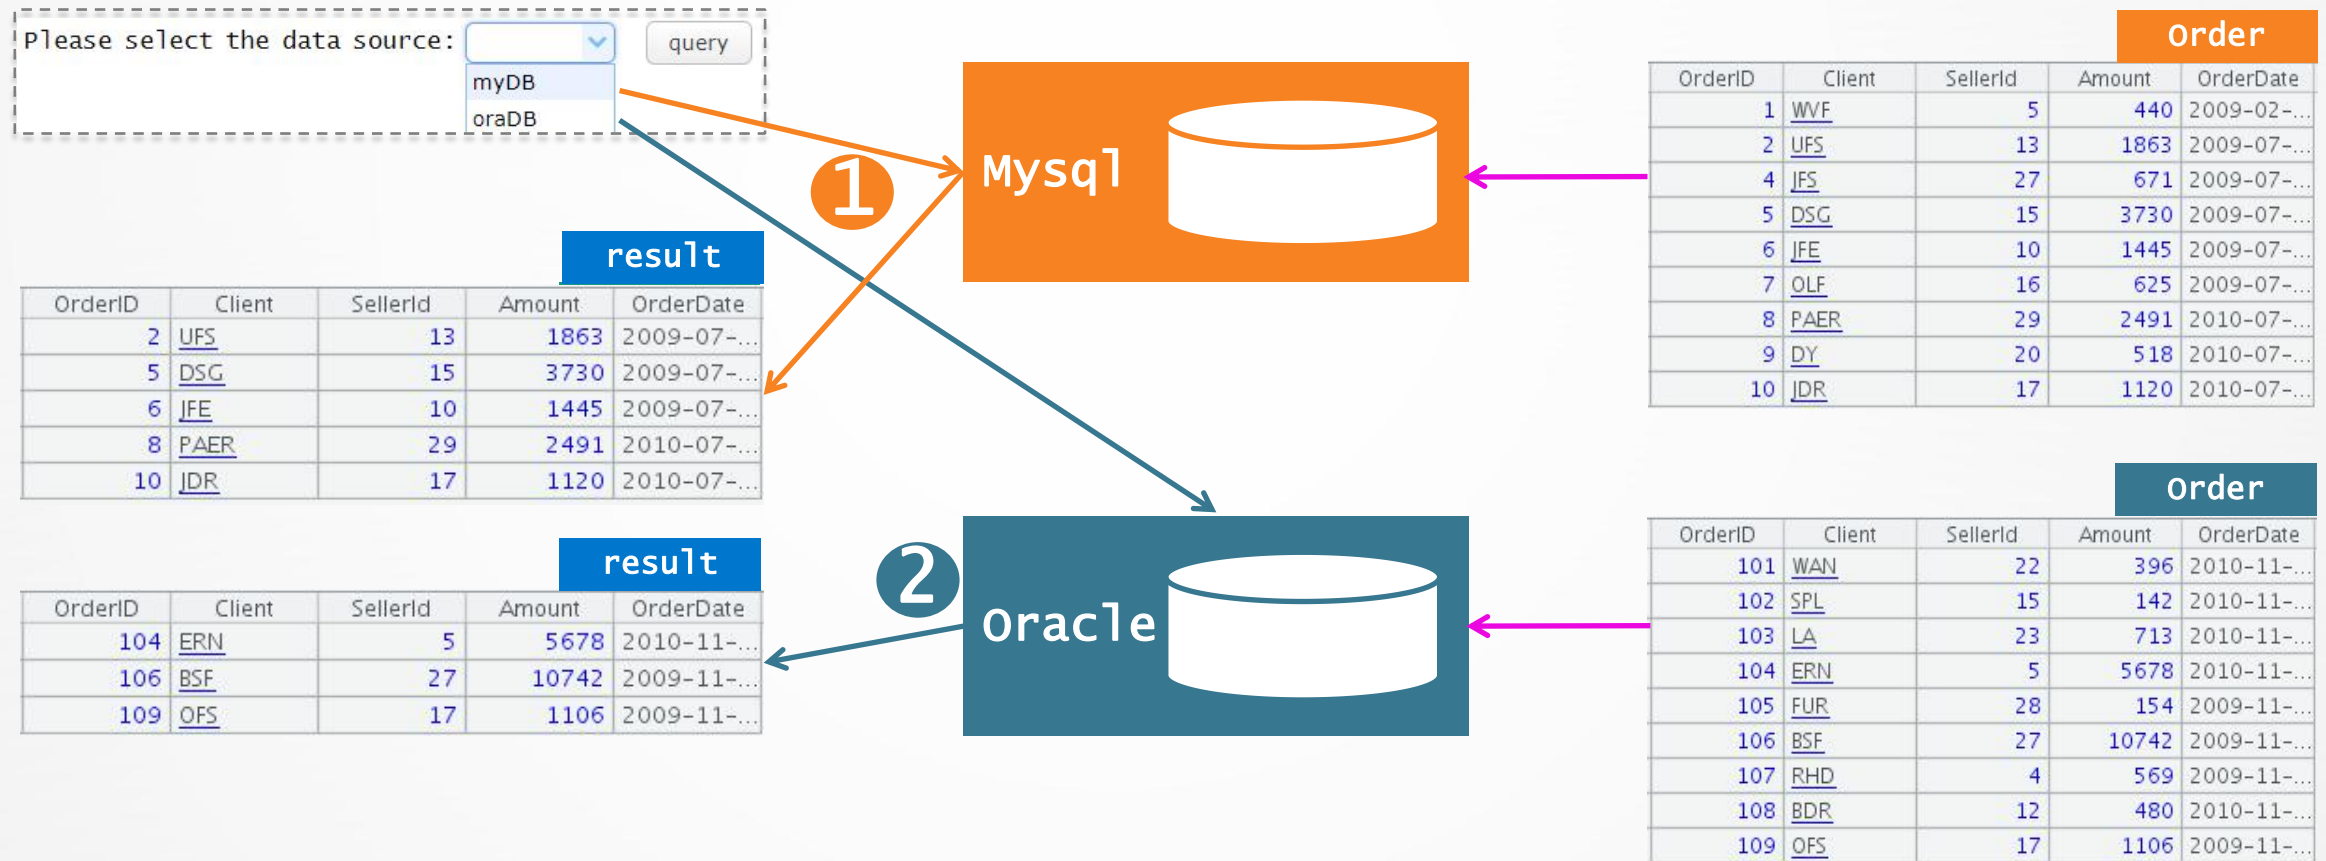 Please select the data source:
query
myDB
oraDB
1
Mysql
Order
OrderID Client SellerId Amount OrderDate
1 WVF 5 440 2009-02-...
2 UFS 13 1863 2009-07-...
4 JFS 27 671 2009-07-...
5 DSG 15 3730 2009-07-...
6 JFE 10 1445 2009-07-...
7 OLF 16 625 2009-07-...
8 PAER 29 2491 2010-07-...
9 DY 20 518 2010-07-...
10 JDR 17 1120 2010-07-...
result
OrderID Client SellerId Amount OrderDate
2 UFS 13 1863 2009-07-...
5 DSG 15 3730 2009-07-...
6 JFE 10 1445 2009-07-...
8 PAER 29 2491 2010-07-...
10 JDR 17 1120 2010-07-...
result
OrderID Client SellerId Amount OrderDate
104 ERN 5 5678 2010-11-...
106 BSF 27 10742 2009-11-...
109 OFS 17 1106 2009-11-...
2
Oracle
Order
OrderID Client SellerId Amount OrderDate
101 WAN 22 396 2010-11-...
102 SPL 15 142 2010-11-...
103 LA 23 713 2010-11-...
104 ERN 5 5678 2010-11-...
105 FUR 28 154 2009-11-...
106 BSF 27 10742 2009-11-...
107 RHD 4 569 2009-11-...
108 BDR 12 480 2010-11-...
109 OFS 17 1106 2009-11-...